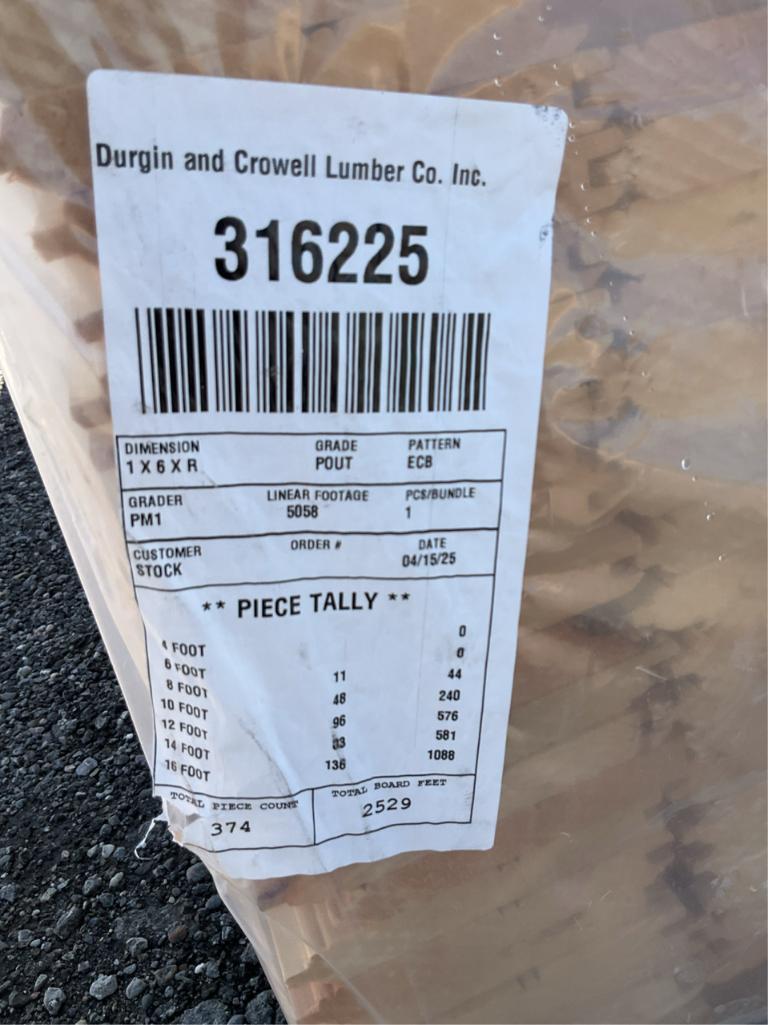 Durgin and Crowell Lumber Co. Inc.
316225
DIMENSION GRADE PATTERN
1 X 6 X R POUT ECB
GRADER LINEAR FOOTAGE PCS/BUNDLE
PM1 5058 1
CUSTOMER ORDER # DATE
STOCK 04/15/25
** PIECE TALLY **
4 FOOT 0
6 FOOT 0
8 FOOT 11 44
10 FOOT 48 240
12 FOOT 96 576
14 FOOT 83 581
16 FOOT 136 1088
TOTAL PIECE COUNT TOTAL BOARD FEET
374 2529